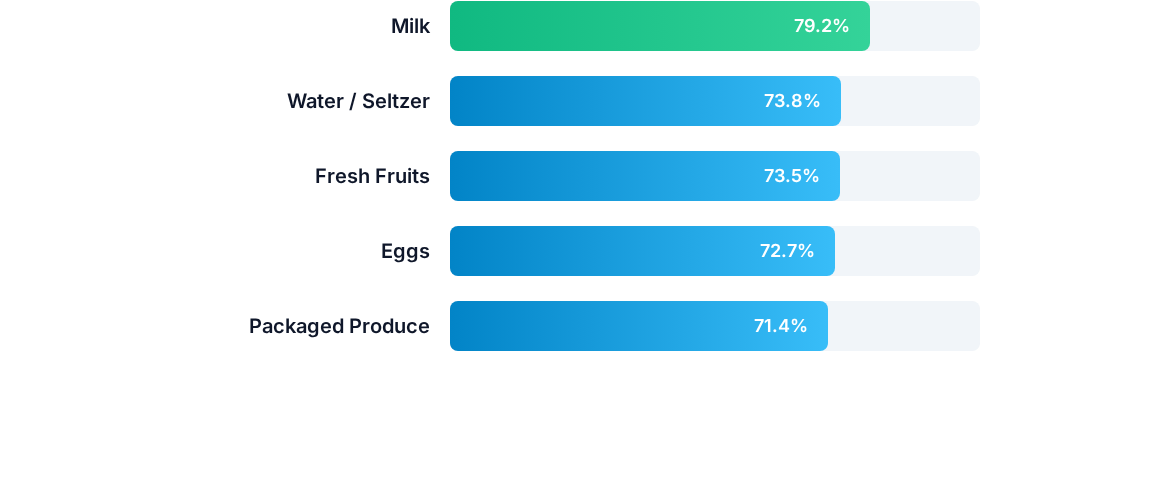 Milk 79.2%
Water / Seltzer 73.8%
Fresh Fruits 73.5%
Eggs 72.7%
Packaged Produce 71.4%